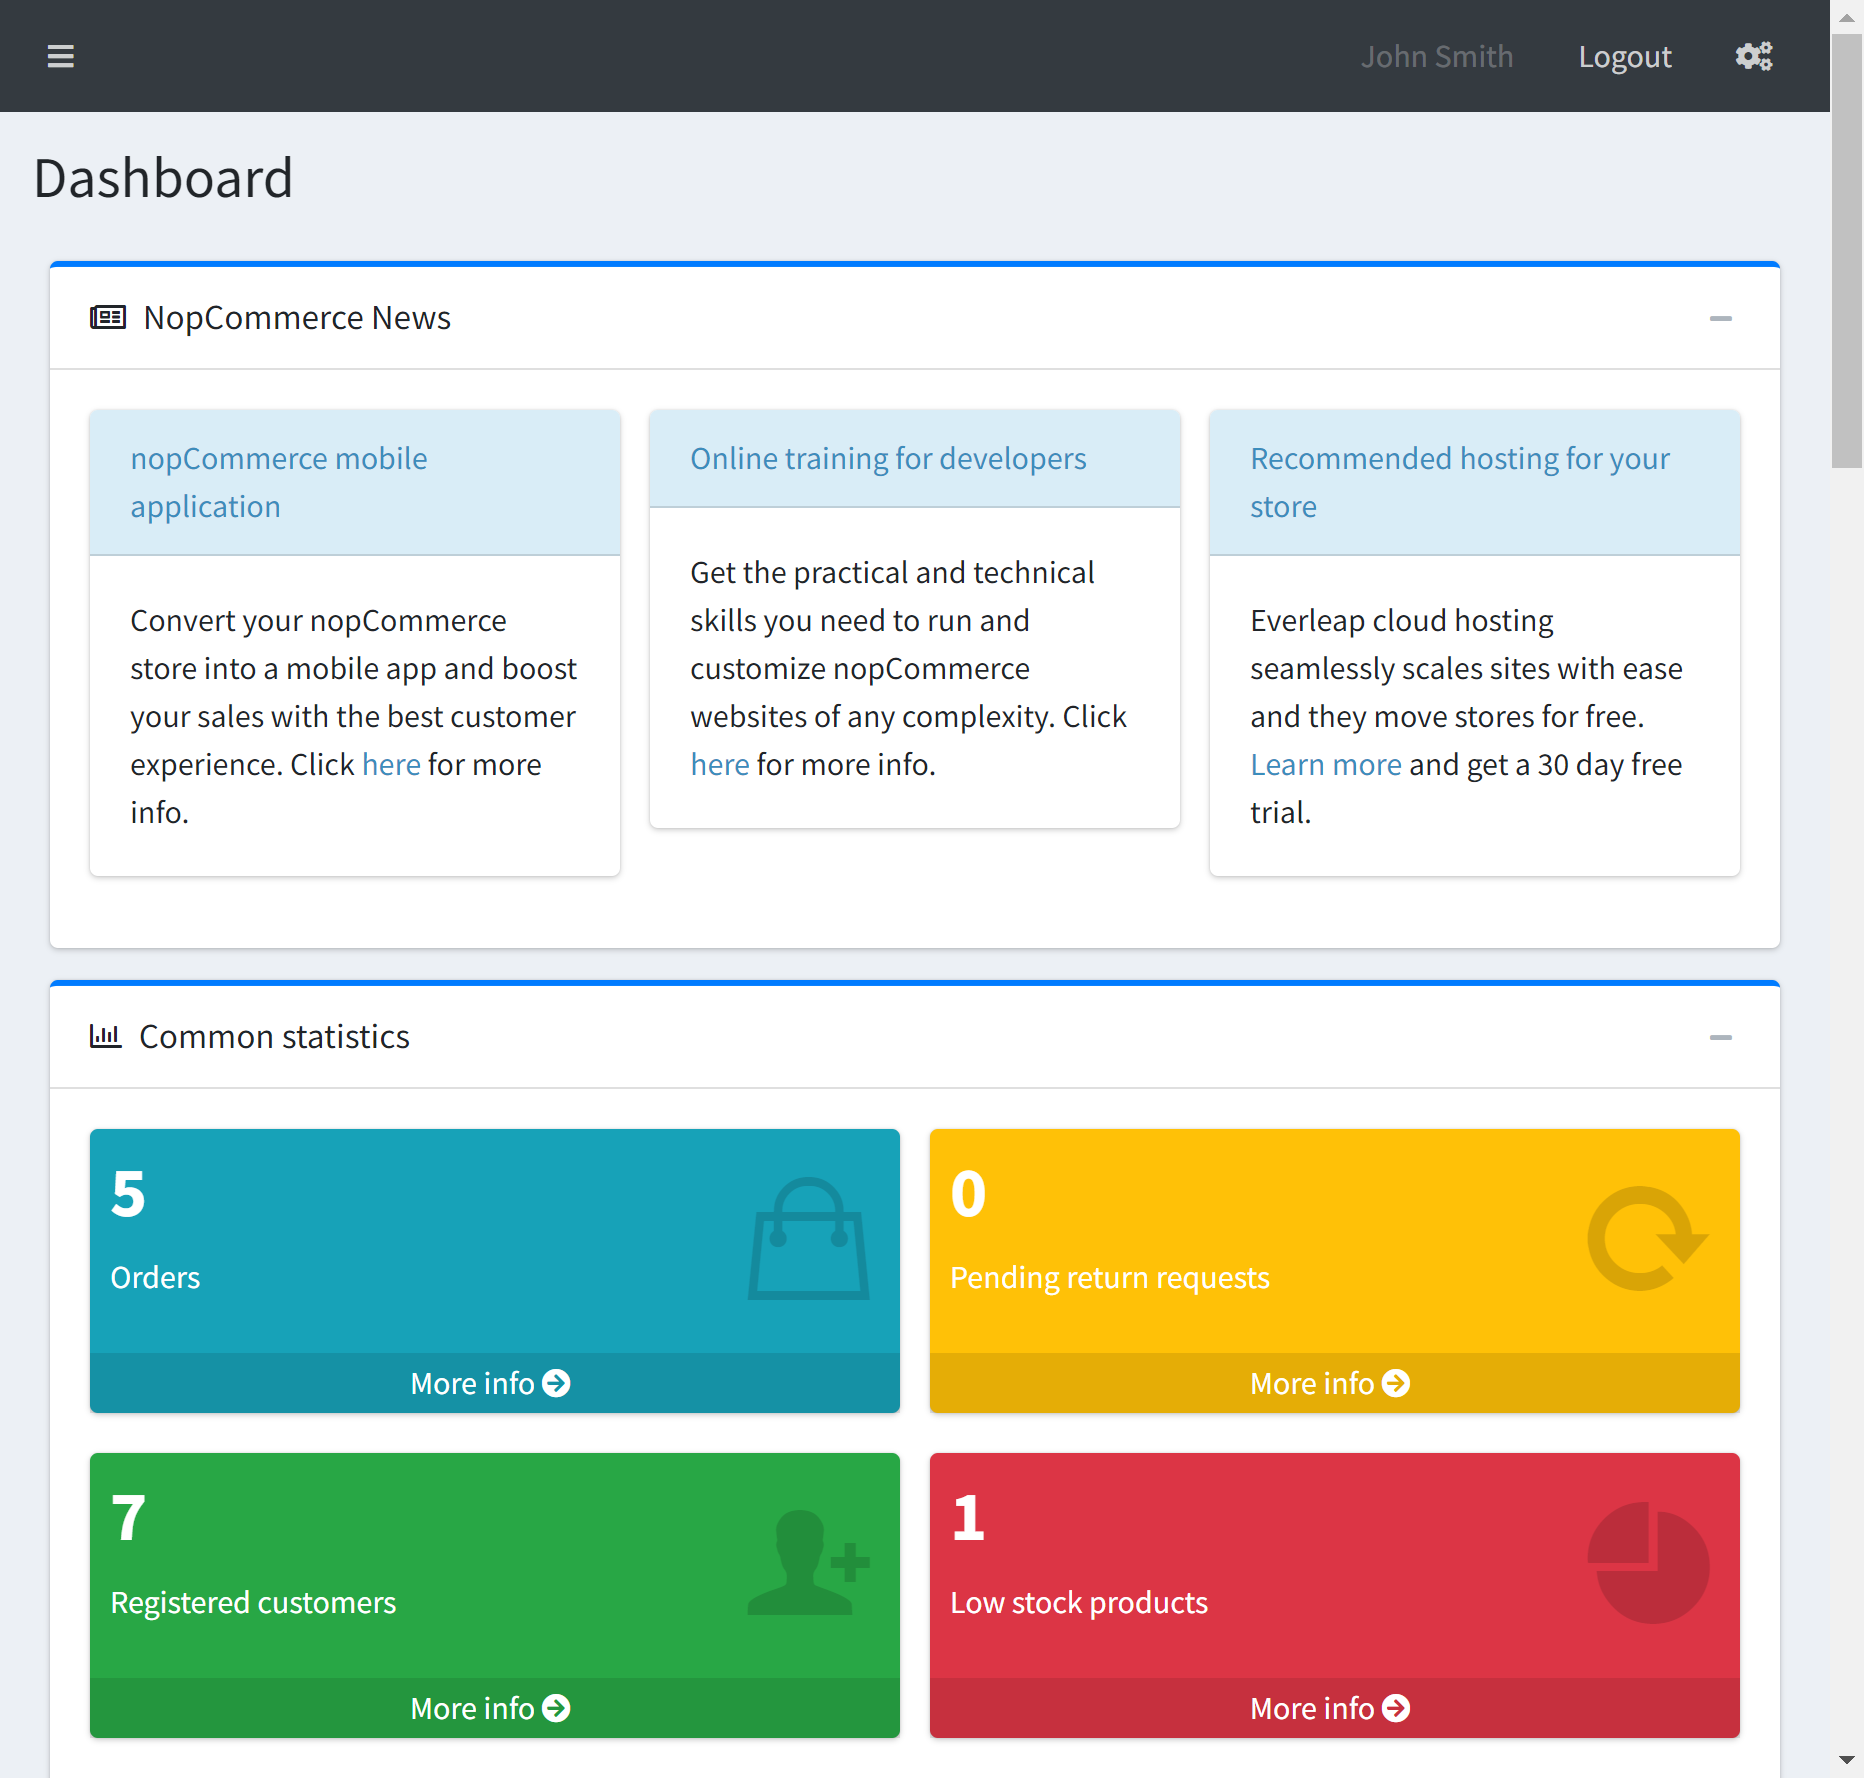 John Smith
Logout
Dashboard
NopCommerce News
nopCommerce mobile
application
Convert your nopCommerce
store into a mobile app and boost
your sales with the best customer
experience. Click here for more
info.
Online training for developers
Get the practical and technical
skills you need to run and
customize nopCommerce
websites of any complexity. Click
here for more info.
Recommended hosting for your
store
Everleap cloud hosting
seamlessly scales sites with ease
and they move stores for free.
Learn more and get a 30 day free
trial.
Common statistics
5
Orders
More info
0
Pending return requests
More info
7
Registered customers
More info
1
Low stock products
More info